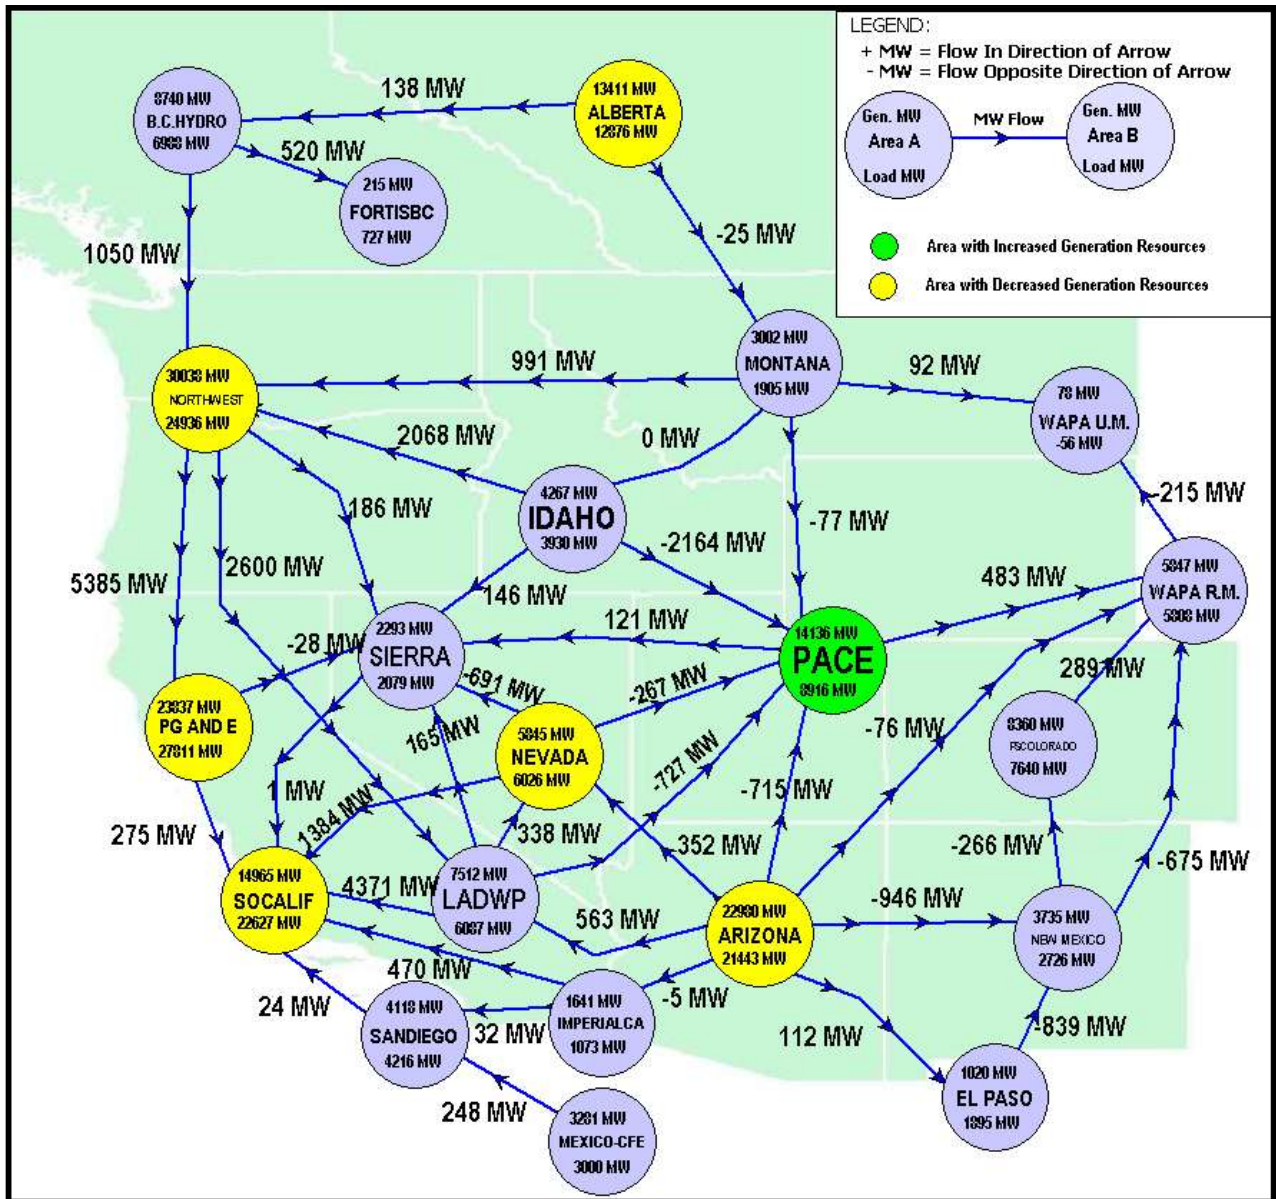 LEGEND:
+ MW = Flow In Direction of Arrow
- MW = Flow Opposite Direction of Arrow
Gen. MW
Area A
Load MW
MW Flow
Gen. MW
Area B
Load MW
Area with Increased Generation Resources
Area with Decreased Generation Resources
8740 MW
B.C.HYDRO
6988 MW
138 MW
13411 MW
ALBERTA
12876 MW
520 MW
215 MW
FORTISBC
727 MW
1050 MW
-25 MW
30038 MW
NORTHWEST
24936 MW
991 MW
3002 MW
MONTANA
1905 MW
92 MW
78 MW
WAPA U.M.
-56 MW
2068 MW
0 MW
4267 MW
IDAHO
3930 MW
186 MW
-77 MW
-215 MW
-2164 MW
5385 MW
2600 MW
146 MW
483 MW
5847 MW
WAPA R.M.
5808 MW
-28 MW
2293 MW
SIERRA
2079 MW
121 MW
14136 MW
PACE
8916 MW
-691 MW
-267 MW
289 MW
23837 MW
PG AND E
27811 MW
165 MW
5845 MW
NEVADA
6026 MW
-727 MW
-76 MW
8360 MW
PSCOLORADO
7640 MW
1 MW
1384 MW
-715 MW
275 MW
338 MW
352 MW
-266 MW
-675 MW
14965 MW
SOCALIF
22627 MW
4371 MW
7512 MW
LADWP
6087 MW
563 MW
22980 MW
ARIZONA
21443 MW
-946 MW
3735 MW
NEW MEXICO
2726 MW
470 MW
-5 MW
24 MW
4118 MW
SANDIEGO
4216 MW
32 MW
1641 MW
IMPERIALCA
1073 MW
112 MW
-839 MW
248 MW
3281 MW
MEXICO-CFE
3000 MW
1020 MW
EL PASO
1895 MW